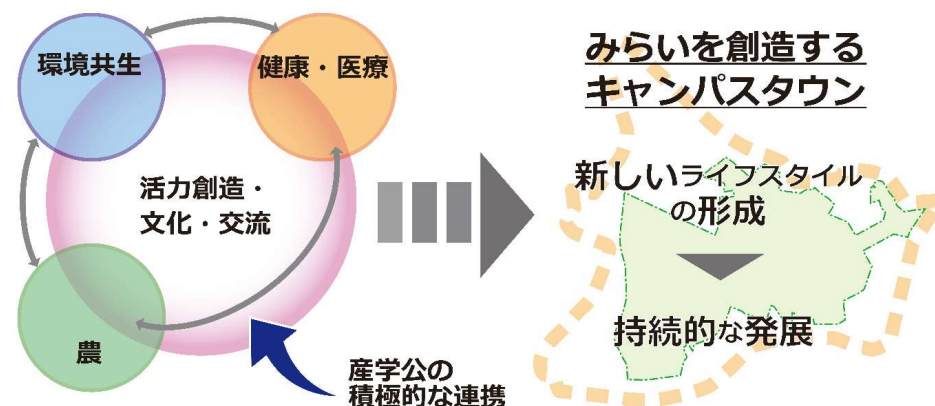 環境共生
健康・医療
活力創造・
文化・交流
農
産学公の
積極的な連携
みらいを創造する
キャンパスタウン
新しいライフスタイル
の形成
持続的な発展